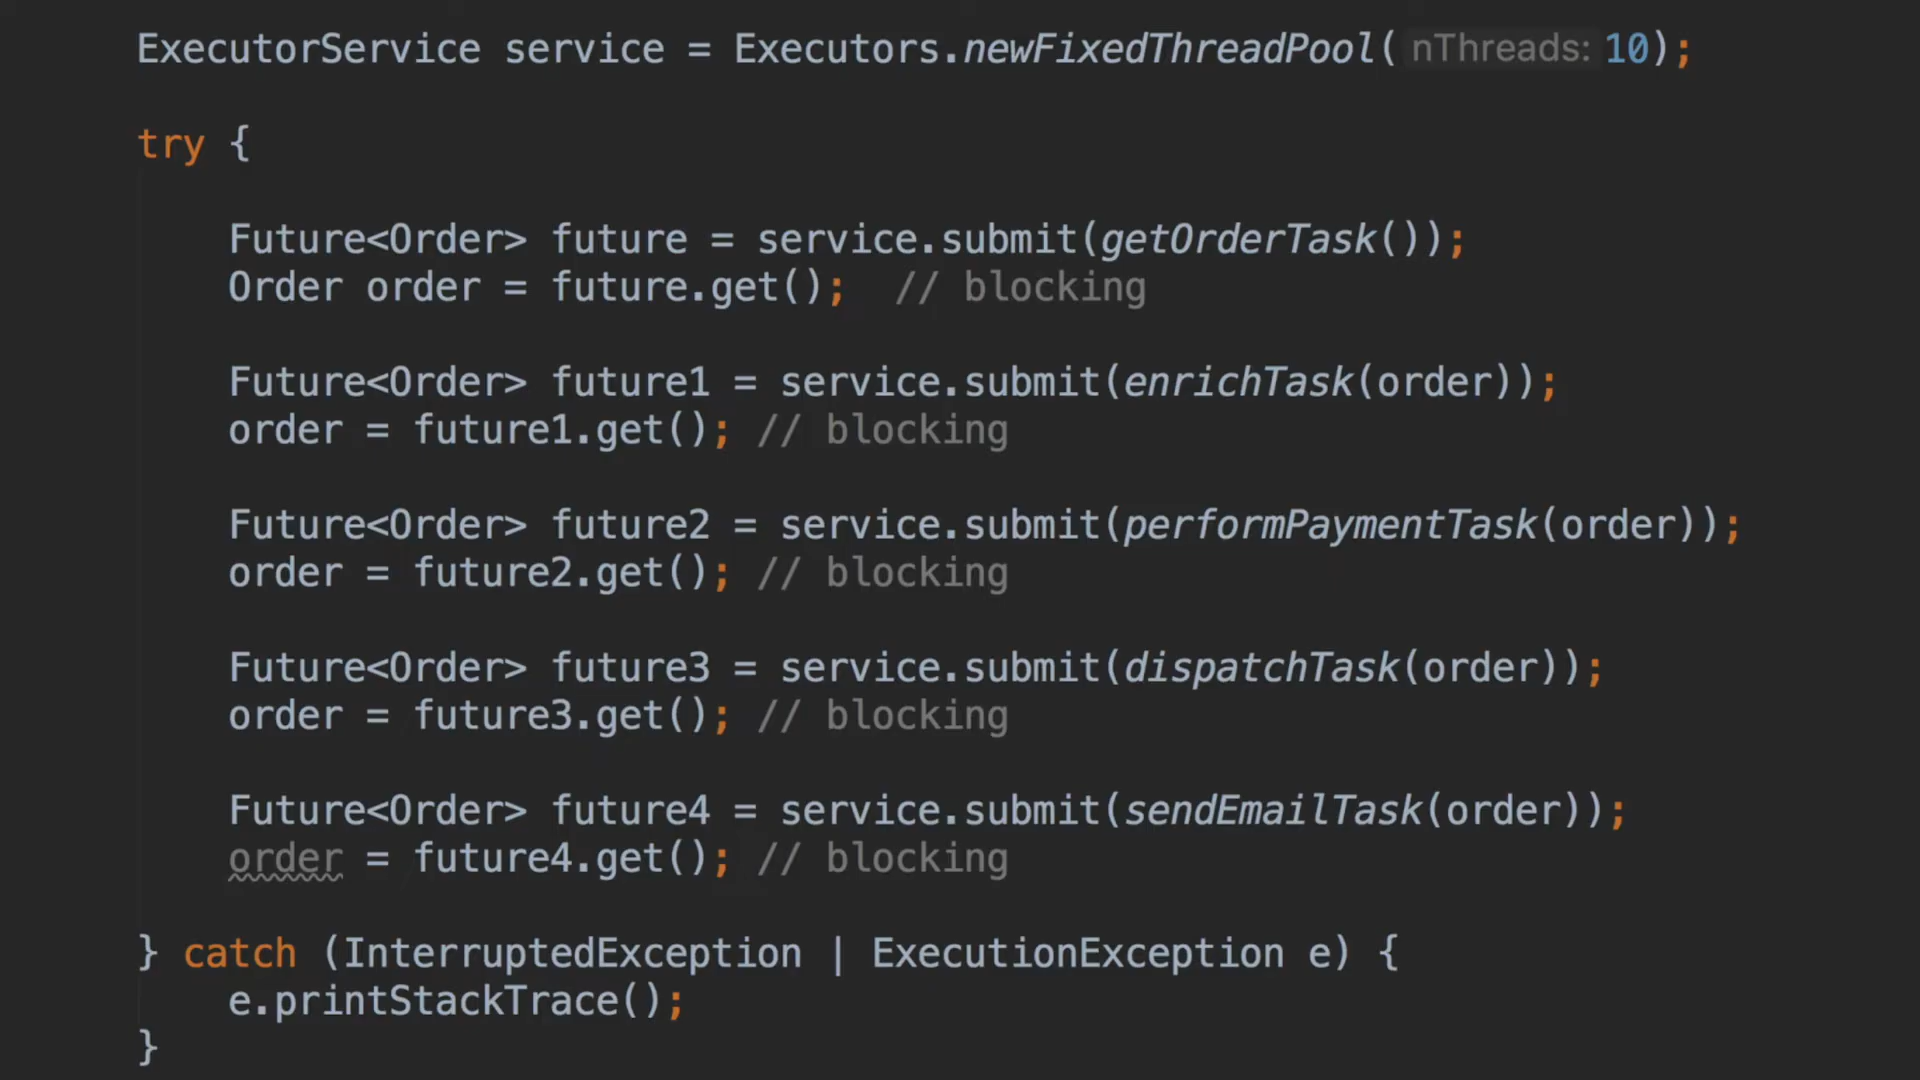 ExecutorService service = Executors.newFixedThreadPool( nThreads: 10);
try {
Future<Order> future = service.submit(getOrderTask());
Order order = future.get();  // blocking
Future<Order> future1 = service.submit(enrichTask(order));
order = future1.get(); // blocking
Future<Order> future2 = service.submit(performPaymentTask(order));
order = future2.get(); // blocking
Future<Order> future3 = service.submit(dispatchTask(order));
order = future3.get(); // blocking
Future<Order> future4 = service.submit(sendEmailTask(order));
order = future4.get(); // blocking
} catch (InterruptedException | ExecutionException e) {
e.printStackTrace();
}